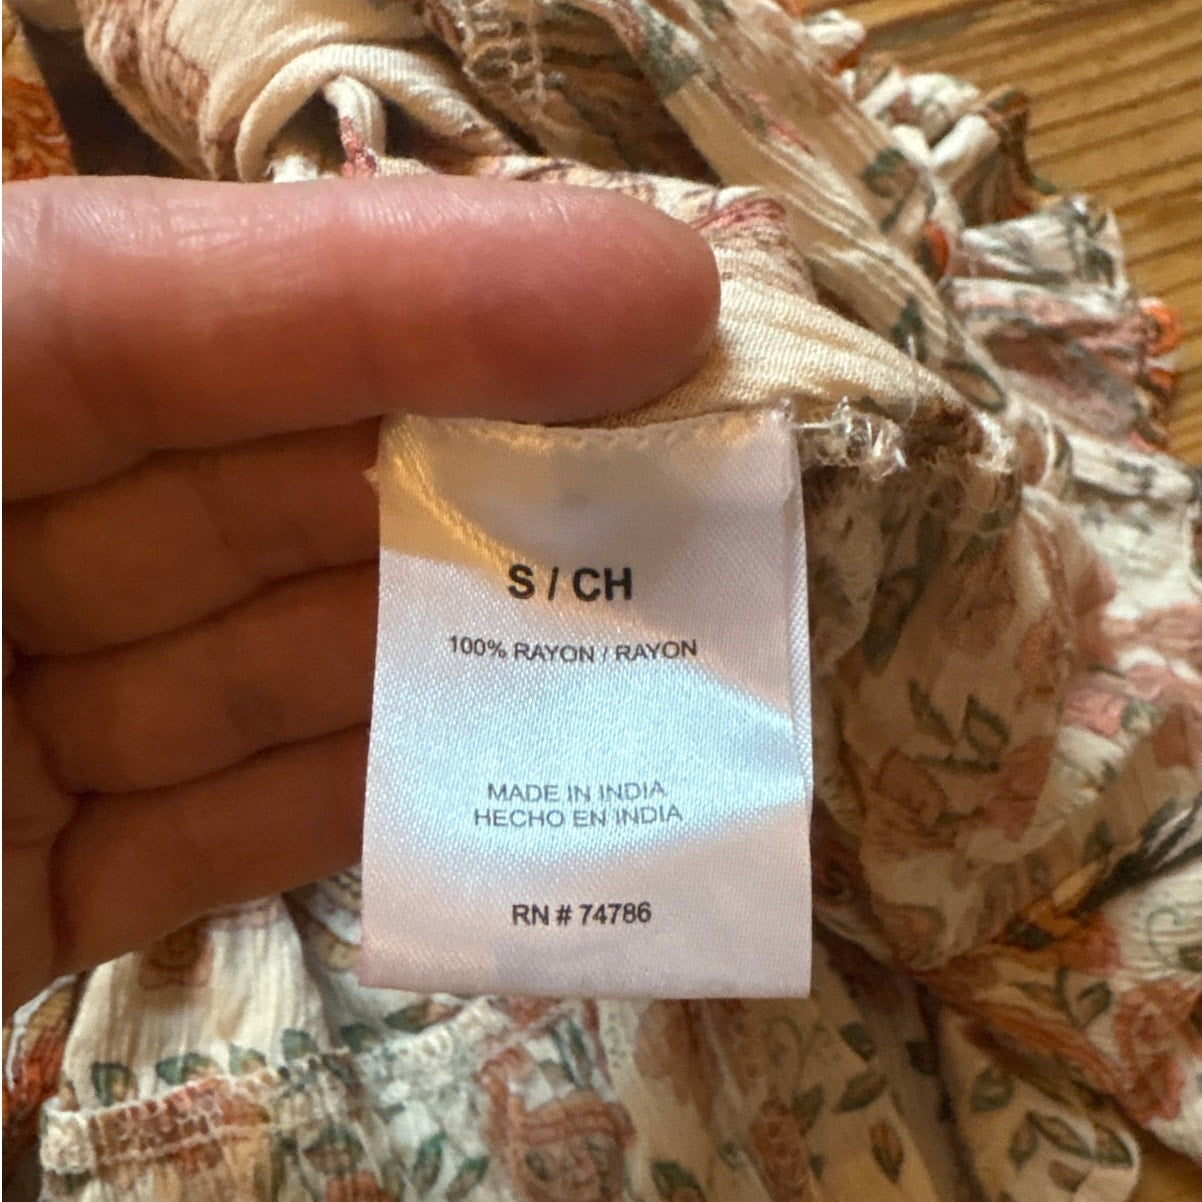 S / CH
100% RAYON / RAYON
MADE IN INDIA
HECHO EN INDIA
RN # 74786